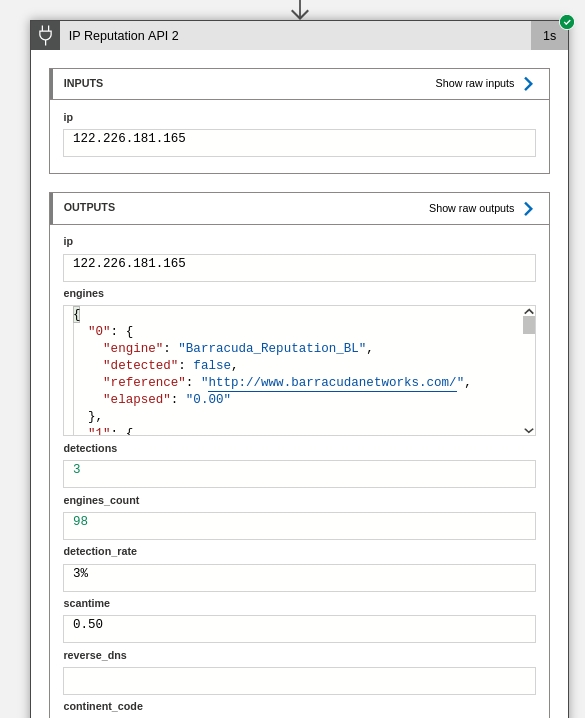 IP Reputation API 2
1s
INPUTS
Show raw inputs
ip
122.226.181.165
OUTPUTS
Show raw outputs
ip
122.226.181.165
engines
{
"0": {
"engine": "Barracuda_Reputation_BL",
"detected": false,
"reference": "http://www.barracudanetworks.com/",
"elapsed": "0.00"
},
"1": {
detections
3
engines_count
98
detection_rate
3%
scantime
0.50
reverse_dns
continent_code